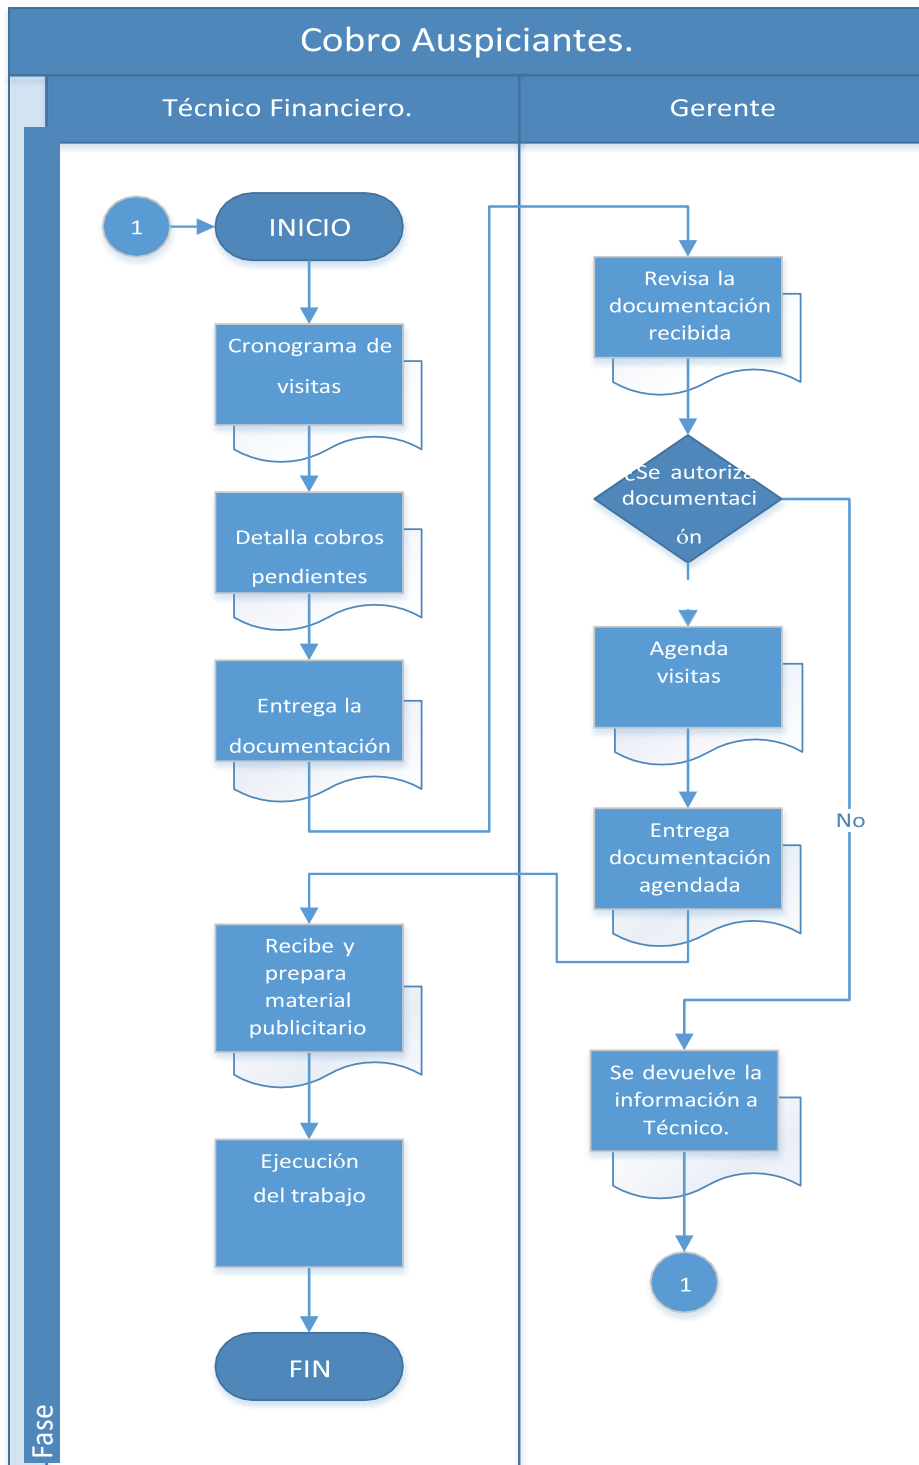 Cobro Auspiciantes.
Técnico Financiero.
Gerente
1
INICIO
Cronograma de
visitas
Detalla cobros
pendientes
Entrega la
documentación
Revisa la
documentación
recibida
¿Se autoriza
documentaci
ón
Agenda
visitas
No
Entrega
documentación
agendada
Recibe y
prepara
material
publicitario
Ejecución
del trabajo
FIN
Se devuelve la
información a
Técnico.
1
Fase